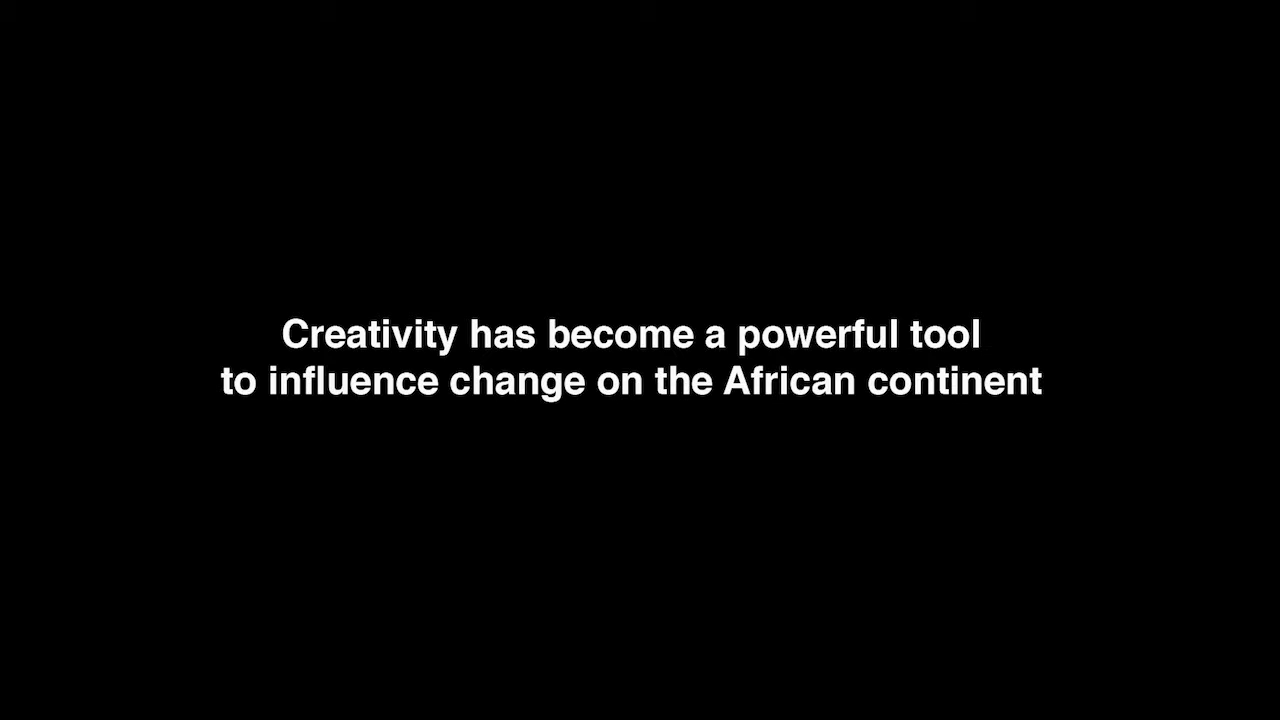 Creativity has become a powerful tool
to influence change on the African continent